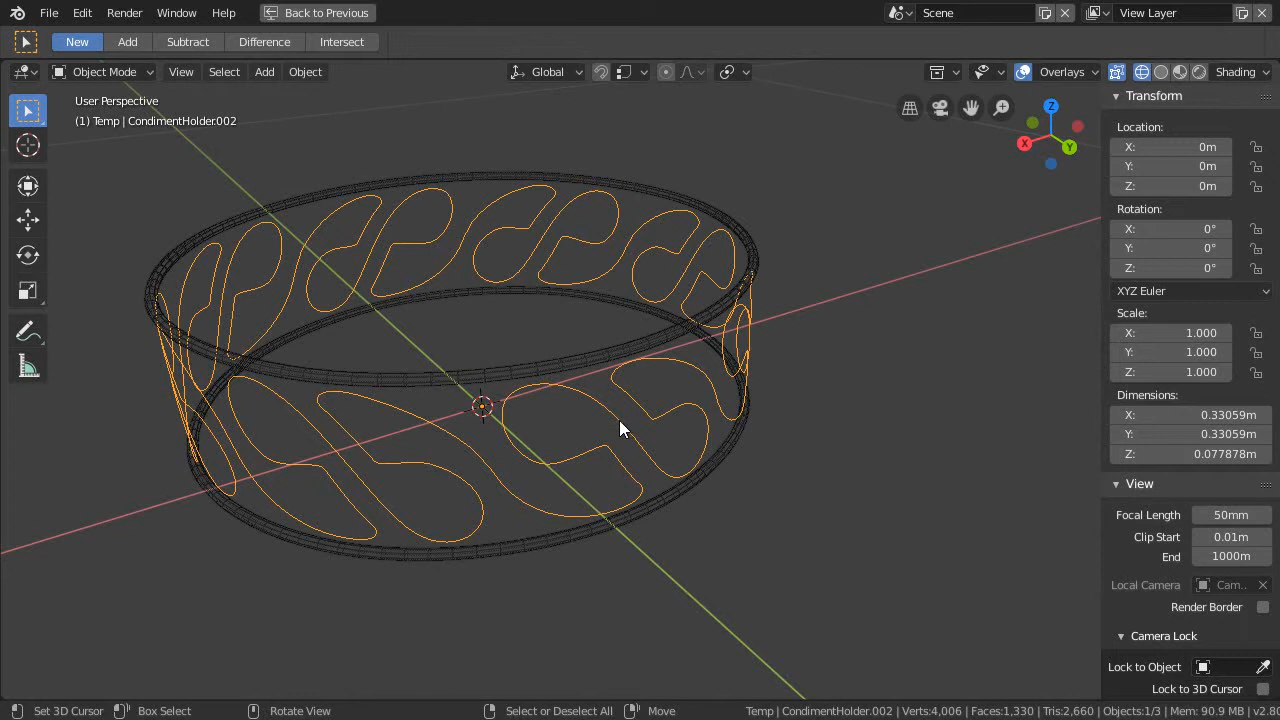 File Edit Render Window Help Back to Previous Scene View Layer
New Add Subtract Difference Intersect
Object Mode View Select Add Object Global Overlays Shading
User Perspective
(1) Temp | CondimentHolder.002
Z
X
Y
Transform
Location:
X: 0m
Y: 0m
Z: 0m
Rotation:
X: 0°
Y: 0°
Z: 0°
XYZ Euler
Scale:
X: 1.000
Y: 1.000
Z: 1.000
Dimensions:
X: 0.33059m
Y: 0.33059m
Z: 0.077878m
View
Focal Length 50mm
Clip Start 0.01m
End 1000m
Local Camera Cam..
Render Border
Camera Lock
Lock to Object
Lock to 3D Cursor
Set 3D Cursor Box Select Rotate View Select or Deselect All Move Temp | CondimentHolder.002 | Verts:4,006 | Faces:1,330 | Tris:2,660 | Objects:1/3 | Mem: 90.9 MB | v2.80